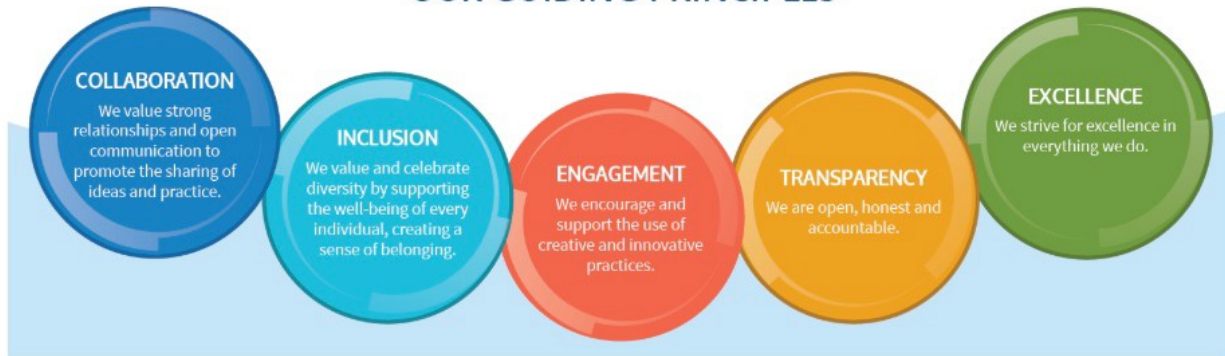 OUR GUIDING PRINCIPLES
COLLABORATION
We value strong
relationships and open
communication to
promote the sharing of
ideas and practice.
INCLUSION
We value and celebrate
diversity by supporting
the well-being of every
individual, creating a
sense of belonging.
ENGAGEMENT
We encourage and
support the use of
creative and innovative
practices.
TRANSPARENCY
We are open, honest and
accountable.
EXCELLENCE
We strive for excellence in
everything we do.